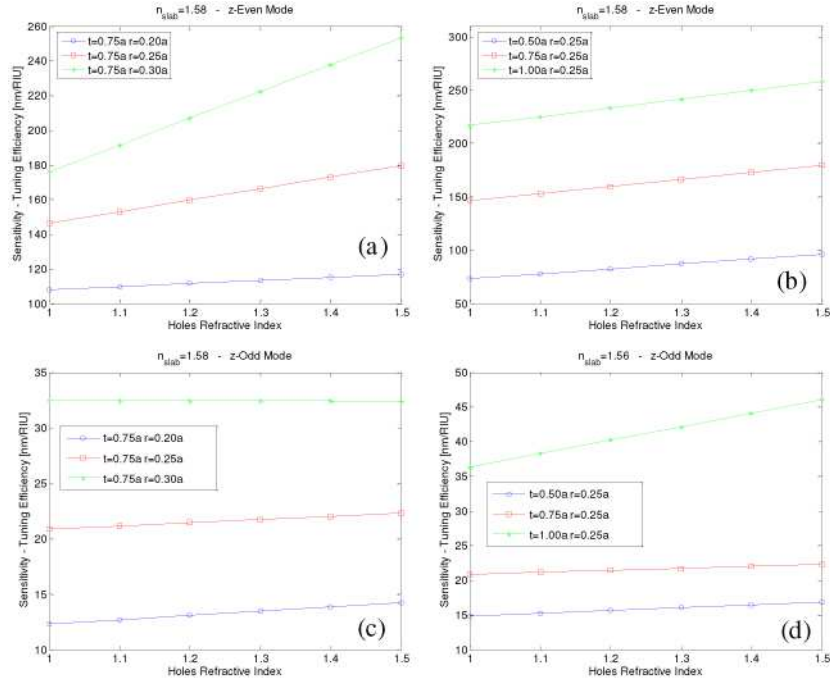 n_slab=1.58 - z-Even Mode
260
240
220
200
180
160
140
120
100
Sensitivity - Tuning Efficiency [nm/RIU]
t=0.75a r=0.20a
t=0.75a r=0.25a
t=0.75a r=0.30a
(a)
1 1.1 1.2 1.3 1.4 1.5
Holes Refractive Index
n_slab=1.58 - z-Even Mode
300
250
200
150
100
50
Sensitivity - Tuning Efficiency [nm/RIU]
t=0.50a r=0.25a
t=0.75a r=0.25a
t=1.00a r=0.25a
(b)
1 1.1 1.2 1.3 1.4 1.5
Holes Refractive Index
n_slab=1.58 - z-Odd Mode
35
30
25
20
15
10
Sensitivity - Tuning Efficiency [nm/RIU]
t=0.75a r=0.20a
t=0.75a r=0.25a
t=0.75a r=0.30a
(c)
1 1.1 1.2 1.3 1.4 1.5
Holes Refractive Index
n_slab=1.56 - z-Odd Mode
50
45
40
35
30
25
20
15
10
Sensitivity - Tuning Efficiency [nm/RIU]
t=0.50a r=0.25a
t=0.75a r=0.25a
t=1.00a r=0.25a
(d)
1 1.1 1.2 1.3 1.4 1.5
Holes Refractive Index